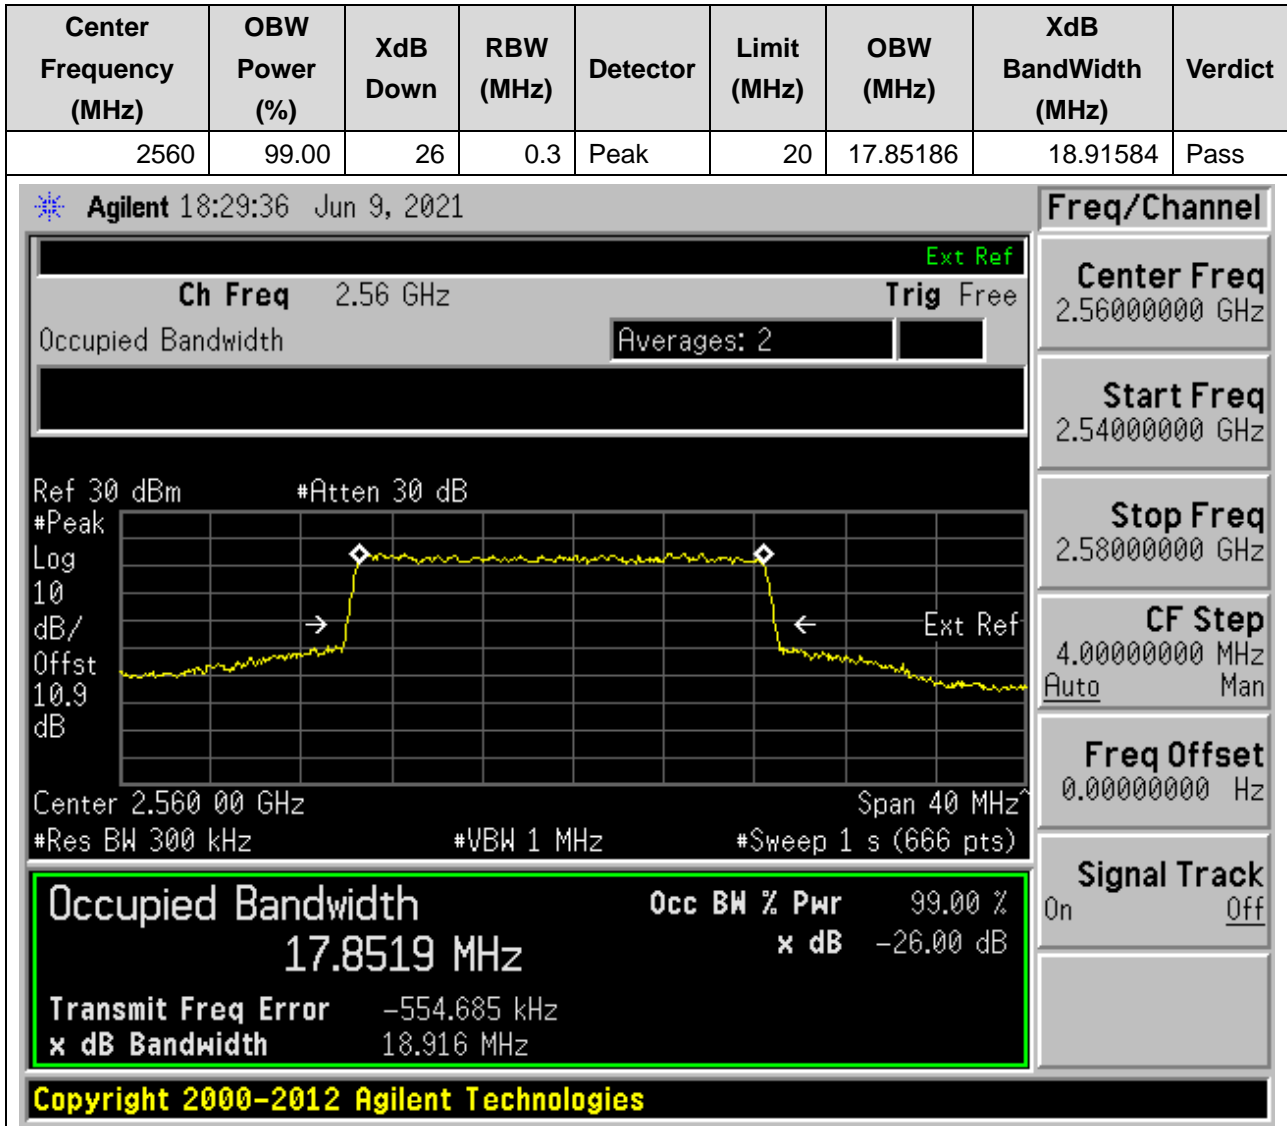 Center Frequency (MHz) OBW Power (%) XdB Down RBW (MHz) Detector Limit (MHz) OBW (MHz) XdB BandWidth (MHz) Verdict
2560 99.00 26 0.3 Peak 20 17.85186 18.91584 Pass
Agilent 18:29:36 Jun 9, 2021
Freq/Channel
Ext Ref
Ch Freq 2.56 GHz Trig Free
Occupied Bandwidth Averages: 2
Center Freq
2.56000000 GHz
Start Freq
2.54000000 GHz
Stop Freq
2.58000000 GHz
CF Step
4.00000000 MHz
Auto Man
Freq Offset
0.00000000 Hz
Signal Track
On Off
Ref 30 dBm #Atten 30 dB
#Peak
Log
10
dB/
Offst
10.9
dB
Ext Ref
Center 2.560 00 GHz Span 40 MHz^
#Res BW 300 kHz #VBW 1 MHz #Sweep 1 s (666 pts)
Occupied Bandwidth
17.8519 MHz
Occ BW % Pwr 99.00 %
x dB -26.00 dB
Transmit Freq Error -554.685 kHz
x dB Bandwidth 18.916 MHz
Copyright 2000-2012 Agilent Technologies